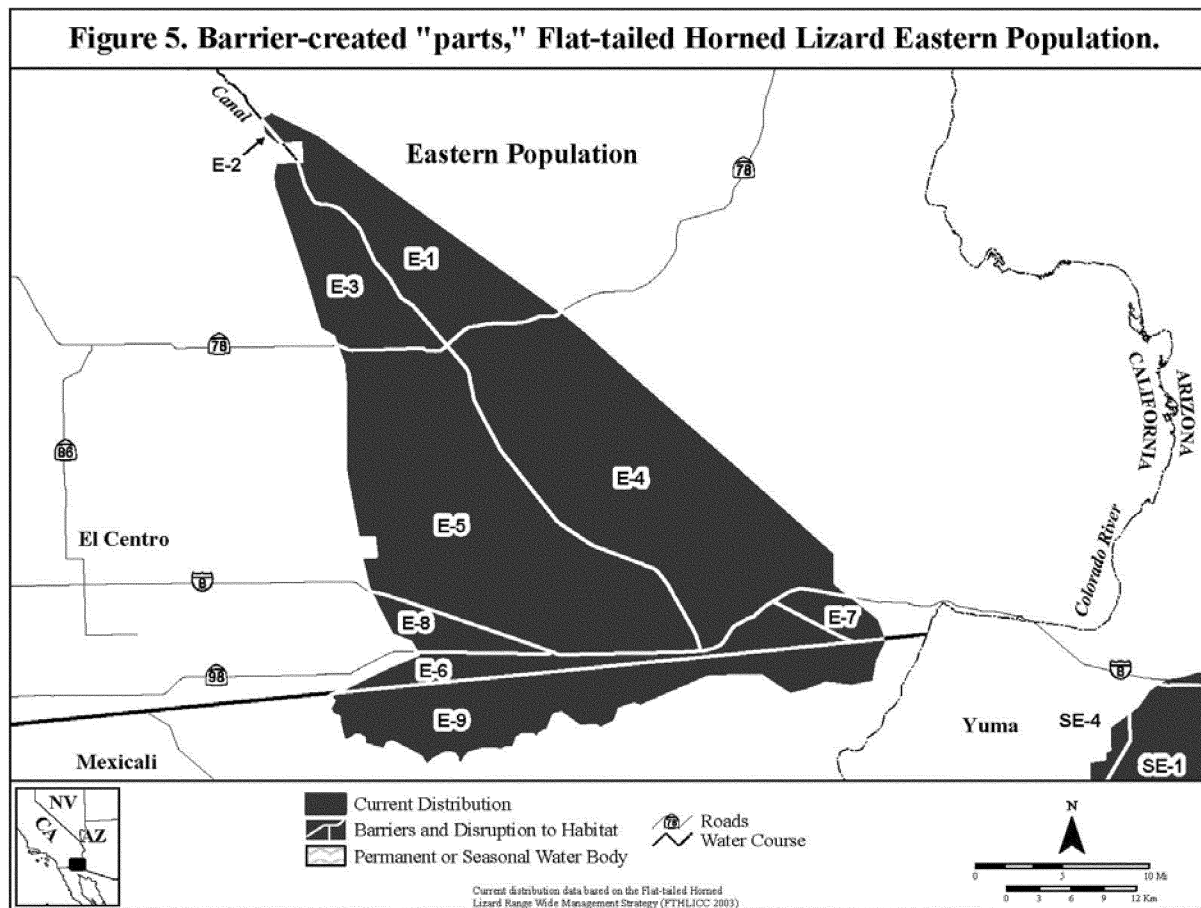 Figure 5. Barrier-created "parts," Flat-tailed Horned Lizard Eastern Population.
Canal
E-2
Eastern Population
78
E-1
E-3
78
CALIFORNIA
ARIZONA
86
E-4
E-5
El Centro
Colorado River
8
E-8
E-7
E-6
98
8
E-9
Yuma
SE-4
SE-1
Mexicali
NV
CA
AZ
Current Distribution
Barriers and Disruption to Habitat
Permanent or Seasonal Water Body
78 Roads
Water Course
N
0 5 10 Mi
0 3 6 9 12 Km
Current distribution data based on the Flat-tailed Horned
Lizard Range Wide Management Strategy (FTHLICC 2003)